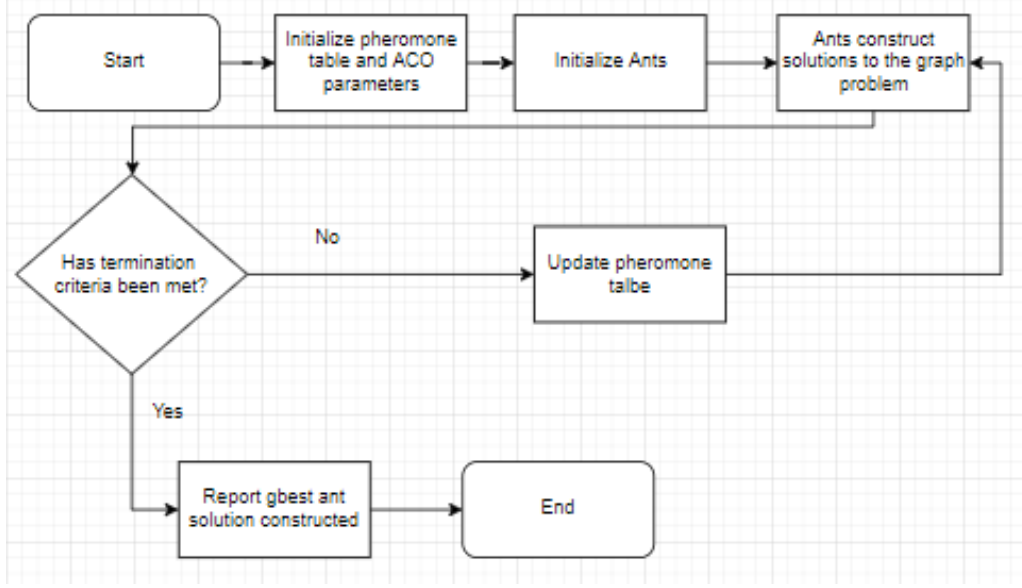 Start
Initialize pheromone
table and ACO
parameters
Initialize Ants
Ants construct
solutions to the graph
problem
Has termination
criteria been met?
No
Update pheromone
talbe
Yes
Report gbest ant
solution constructed
End